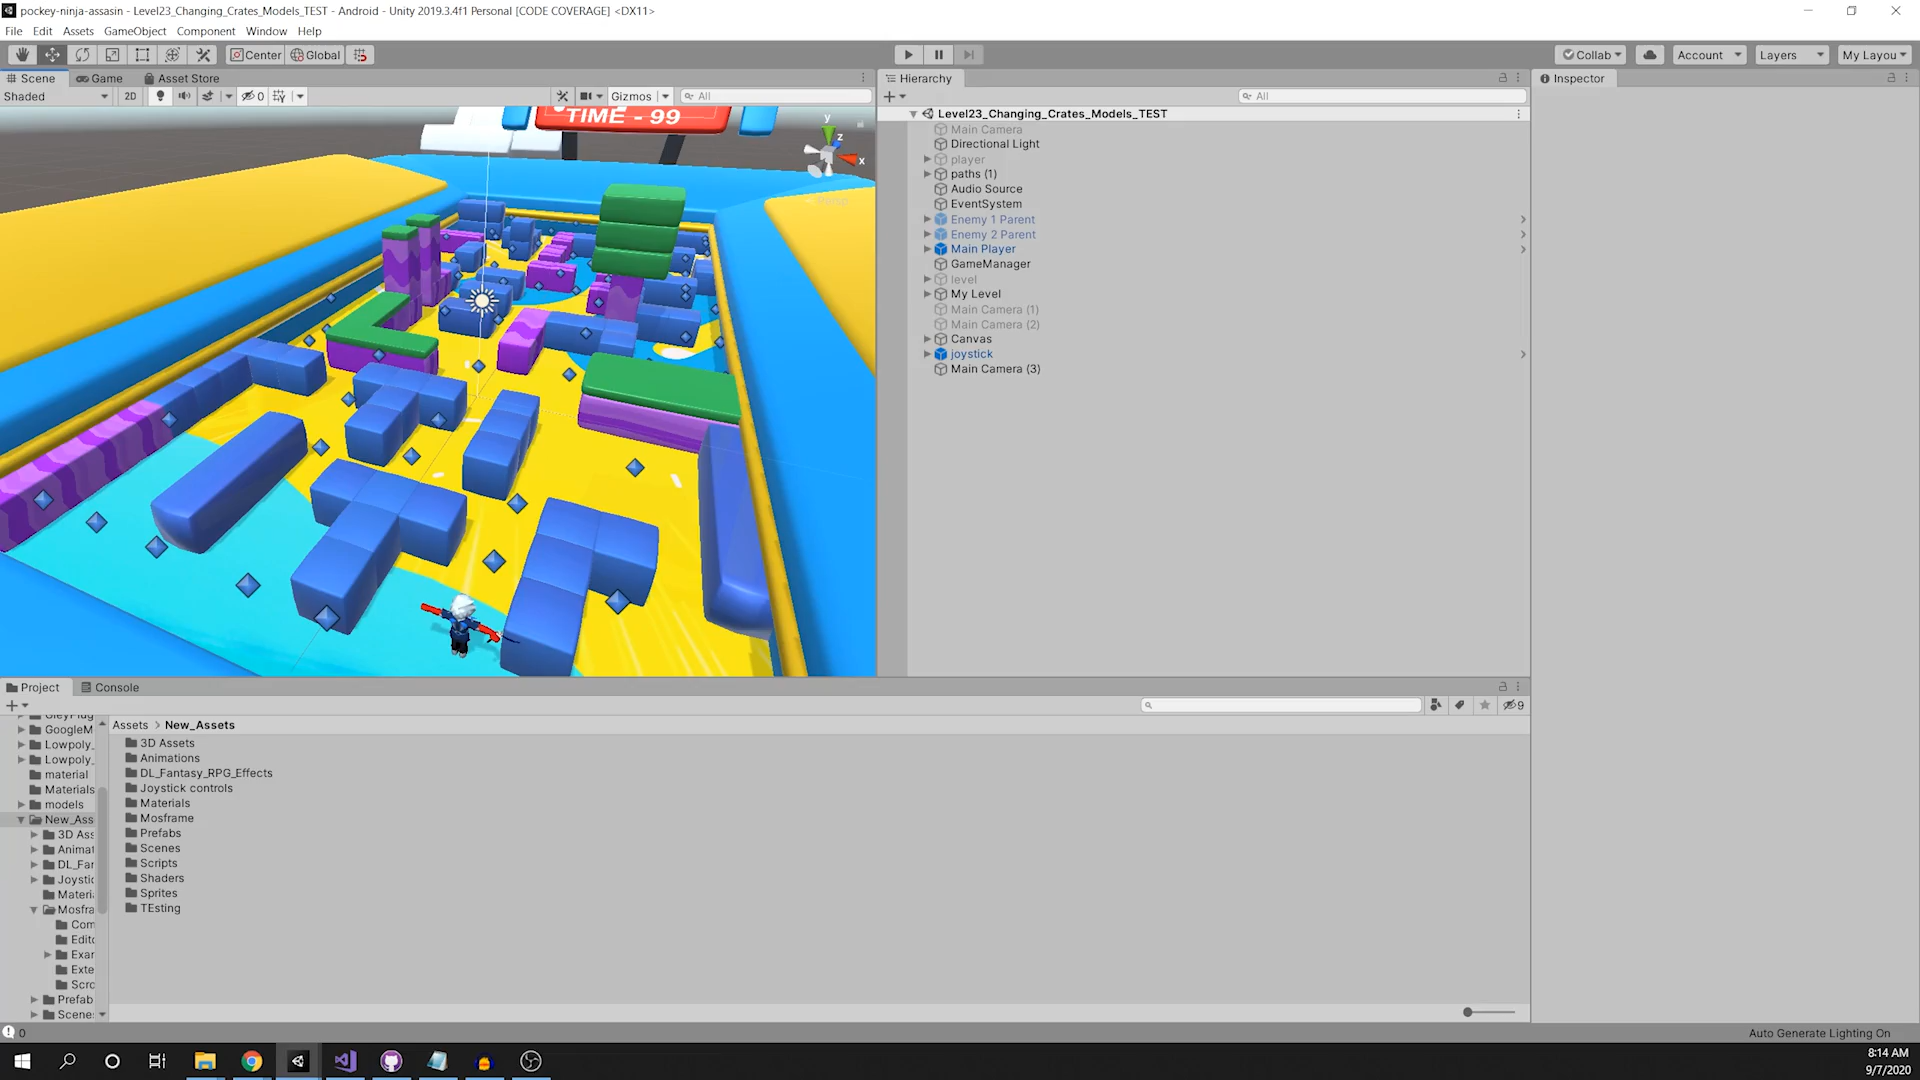 pockey-ninja-assasin - Level23_Changing_Crates_Models_TEST - Android - Unity 2019.3.4f1 Personal [CODE COVERAGE] <DX11>
File Edit Assets GameObject Component Window Help
Center Global Collab Account Layers My Layou
Scene Game Asset Store
Shaded 2D 0 Gizmos All
TIME - 99
y
z
x
Persp
Hierarchy
All
Level23_Changing_Crates_Models_TEST
Main Camera
Directional Light
player
paths (1)
Audio Source
EventSystem
Enemy 1 Parent
Enemy 2 Parent
Main Player
GameManager
level
My Level
Main Camera (1)
Main Camera (2)
Canvas
joystick
Main Camera (3)
Inspector
Project Console
9
GleyPlug
GoogleM
Lowpoly_
Lowpoly_
material
Materials
models
New_Ass
3D Ass
Animat
DL_Far
Joystic
Materi
Mosfra
Com
Edito
Exar
Exte
Scro
Prefab
Scenes
Assets > New_Assets
3D Assets
Animations
DL_Fantasy_RPG_Effects
Joystick controls
Materials
Mosframe
Prefabs
Scenes
Scripts
Shaders
Sprites
TEsting
0
Auto Generate Lighting On
8:14 AM
9/7/2020